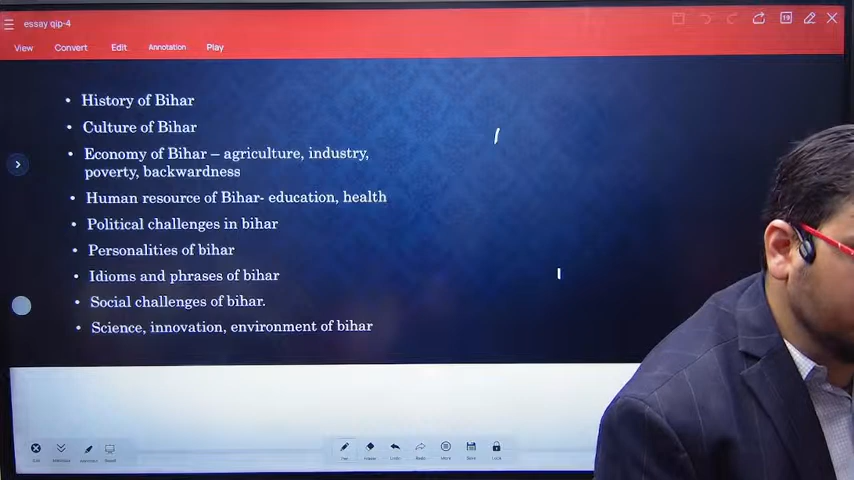 essay qip-4
View Convert Edit Annotation Play
• History of Bihar
• Culture of Bihar
• Economy of Bihar – agriculture, industry,
poverty, backwardness
• Human resource of Bihar- education, health
• Political challenges in bihar
• Personalities of bihar
• Idioms and phrases of bihar
• Social challenges of bihar.
• Science, innovation, environment of bihar